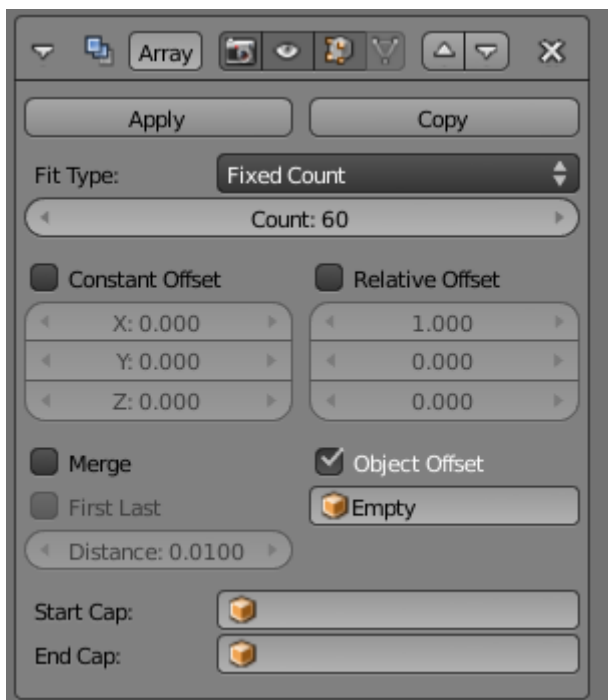 Array
Apply Copy
Fit Type: Fixed Count
Count: 60
Constant Offset Relative Offset
X: 0.000 1.000
Y: 0.000 0.000
Z: 0.000 0.000
Merge Object Offset
First Last Empty
Distance: 0.0100
Start Cap:
End Cap: